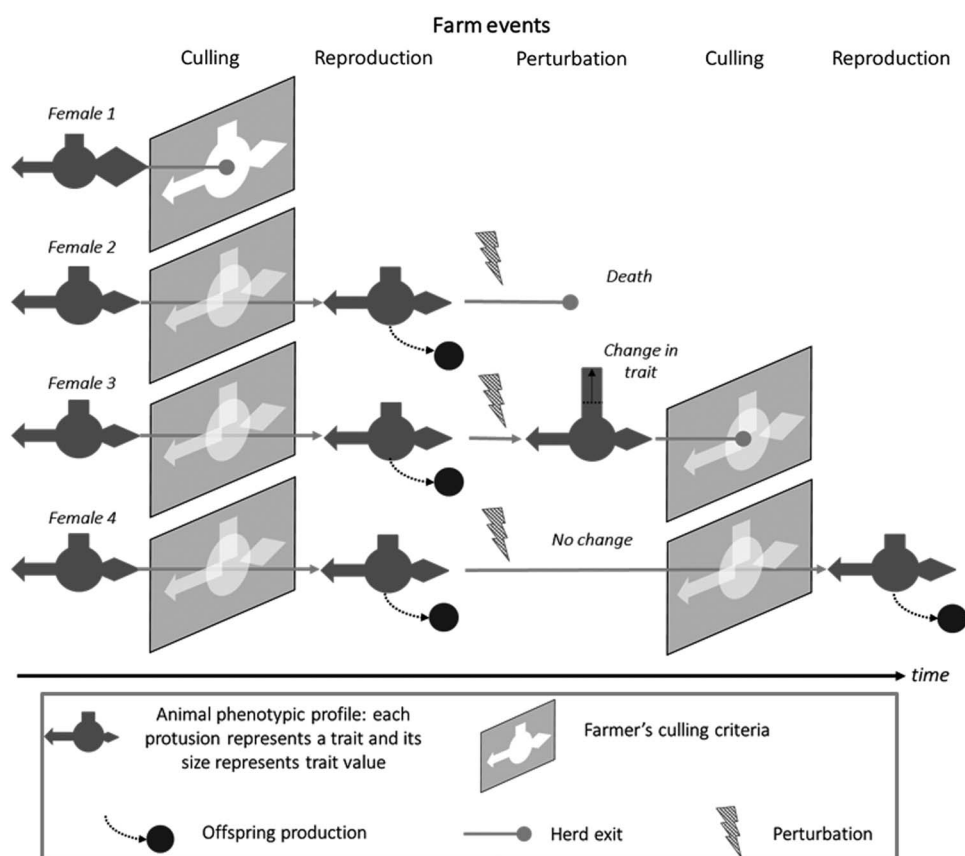 Farm events
Culling Reproduction Perturbation Culling Reproduction
Female 1
Female 2
Death
Female 3
Change in
trait
Female 4
No change
time
Animal phenotypic profile: each
protusion represents a trait and its
size represents trait value
Farmer's culling criteria
Offspring production
Herd exit
Perturbation